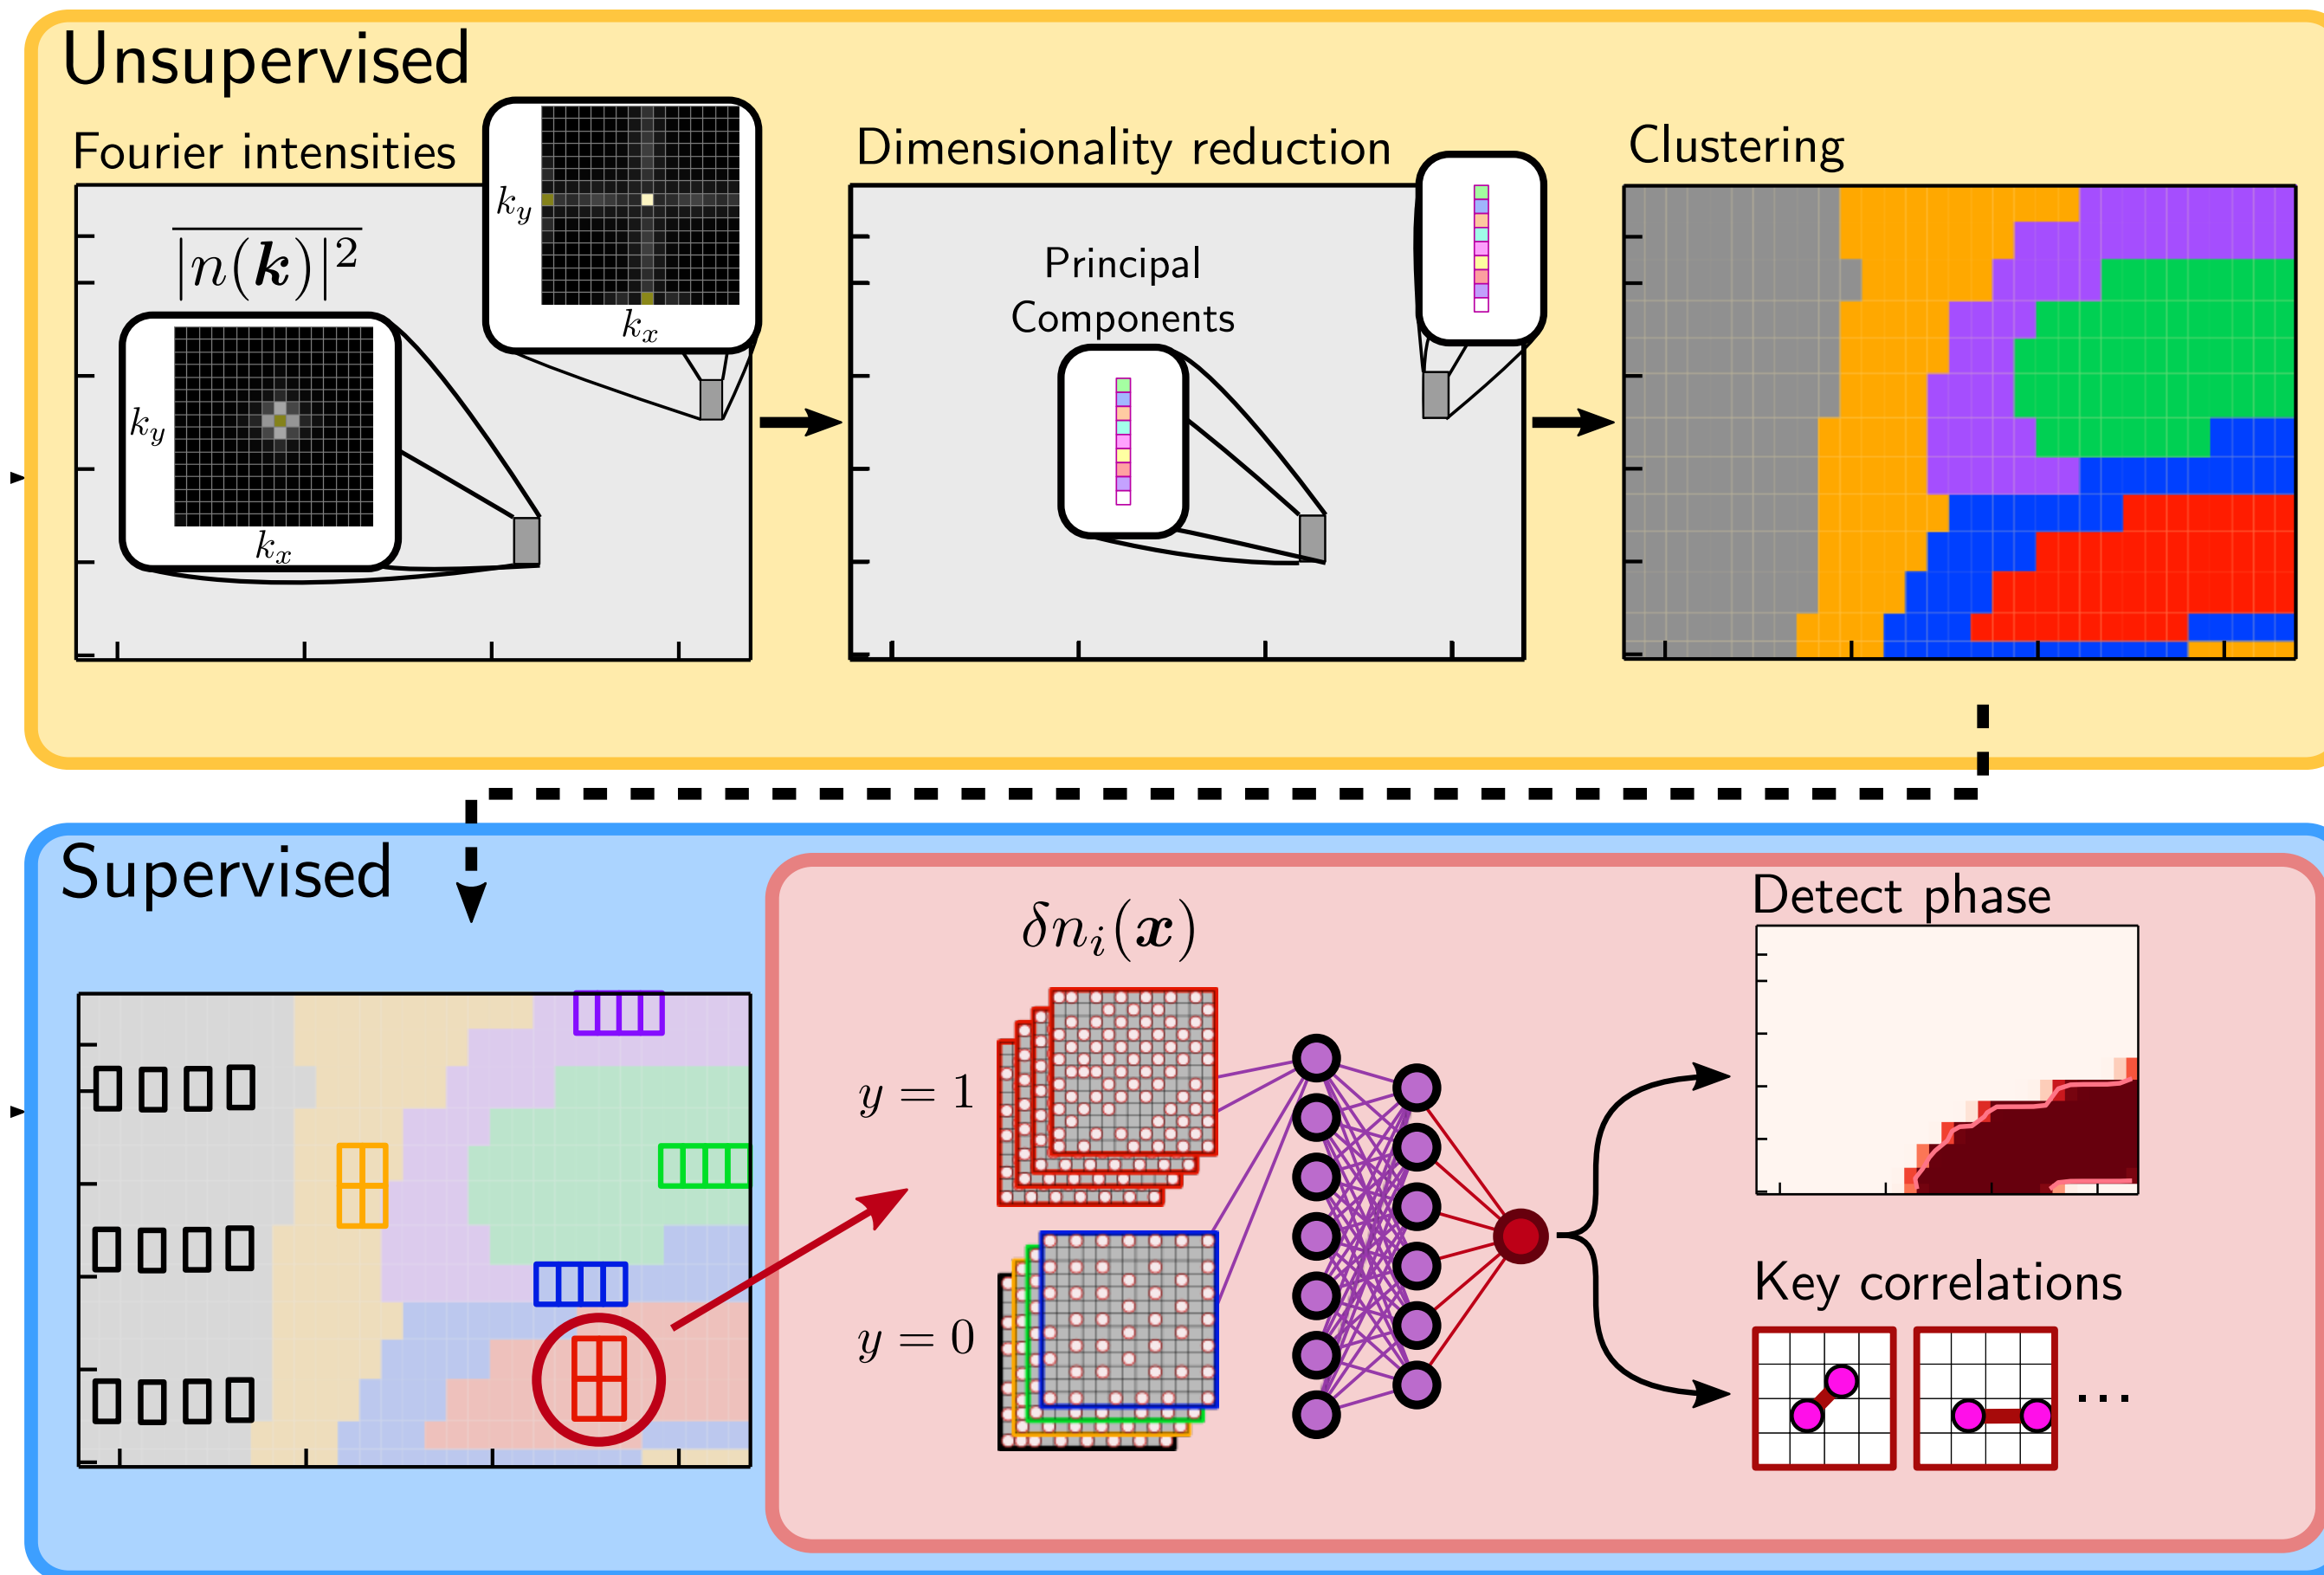 Unsupervised
Fourier intensities
|n(k)|²
k_y
k_x
k_y
k_x
Dimensionality reduction
Principal
Components
Clustering
Supervised
δn_i(x)
y = 1
y = 0
Detect phase
Key correlations
...